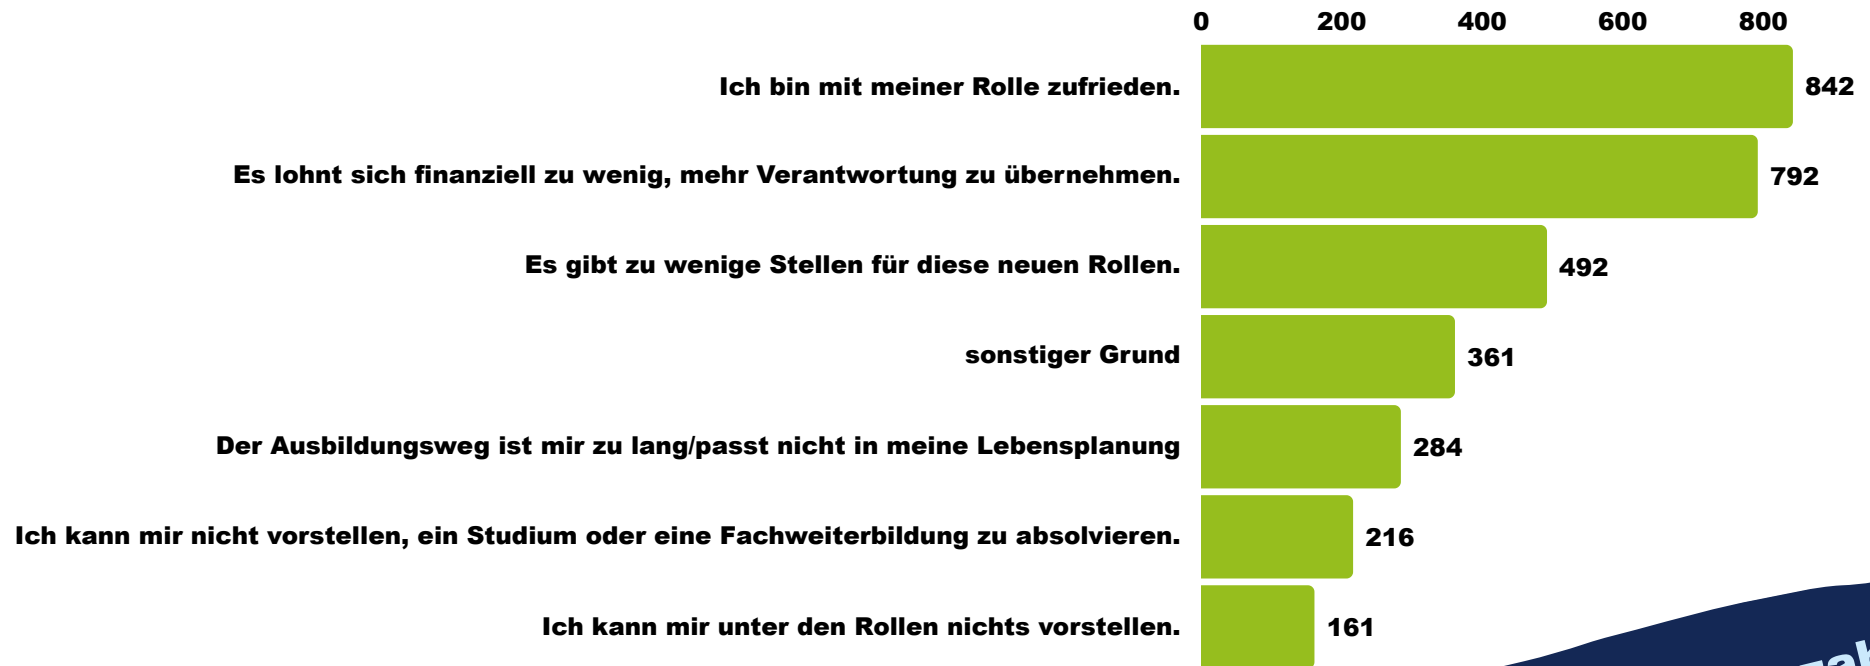 0 200 400 600 800
Ich bin mit meiner Rolle zufrieden. 842
Es lohnt sich finanziell zu wenig, mehr Verantwortung zu übernehmen. 792
Es gibt zu wenige Stellen für diese neuen Rollen. 492
sonstiger Grund 361
Der Ausbildungsweg ist mir zu lang/passt nicht in meine Lebensplanung 284
Ich kann mir nicht vorstellen, ein Studium oder eine Fachweiterbildung zu absolvieren. 216
Ich kann mir unter den Rollen nichts vorstellen. 161